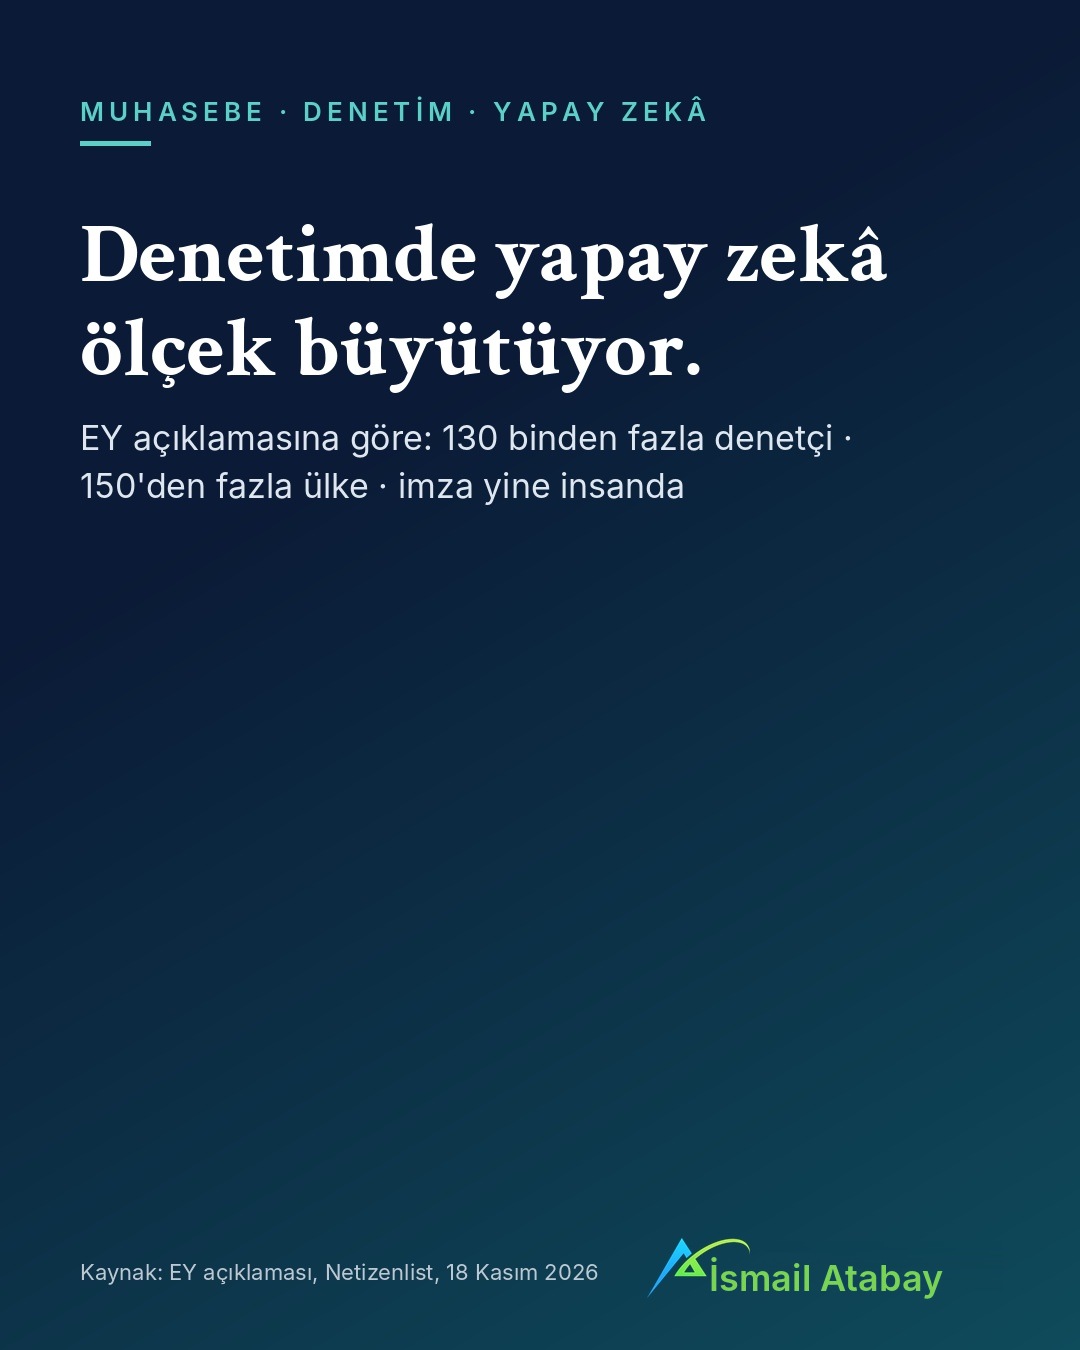 MUHASEBE · DENETİM · YAPAY ZEKÂ
Denetimde yapay zekâ
ölçek büyütüyor.
EY açıklamasına göre: 130 binden fazla denetçi ·
150'den fazla ülke · imza yine insanda
Kaynak: EY açıklaması, Netizenlist, 18 Kasım 2026
İsmail Atabay